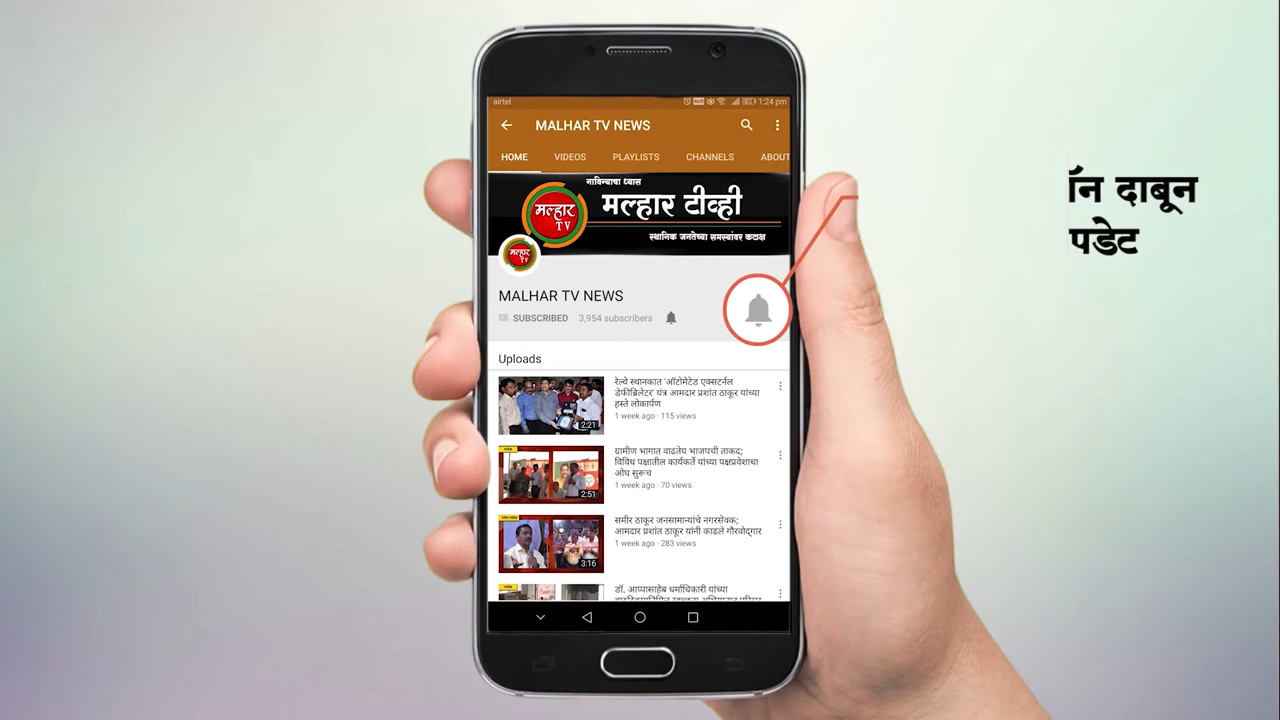 airtel
1:24 pm
MALHAR TV NEWS
HOME VIDEOS PLAYLISTS CHANNELS ABOUT
नाविन्याचा ध्यास
मल्हार टीव्ही
स्थानिक जनतेच्या समस्यांवर कटाक्ष
मल्हार
TV
मल्हार
TV
MALHAR TV NEWS
SUBSCRIBED 3,954 subscribers
Uploads
रेल्वे स्थानकात 'ऑटोमेटेड एक्सटर्नल
डेफीब्रिलेटर' यंत्र आमदार प्रशांत ठाकूर यांच्या
हस्ते लोकार्पण
1 week ago · 115 views
2:21
ग्रामीण भागात वाढतेय भाजपची ताकद;
विविध पक्षातील कार्यकर्ते यांच्या पक्षप्रवेशाचा
ओघ सुरूच
1 week ago · 70 views
2:51
समीर ठाकूर जनसामान्यांचे नगरसेवक;
आमदार प्रशांत ठाकूर यांनी काढले गौरवोद्गार
1 week ago · 283 views
3:16
डॉ. आप्पासाहेब धर्माधिकारी यांच्या
दाबून
पडेट